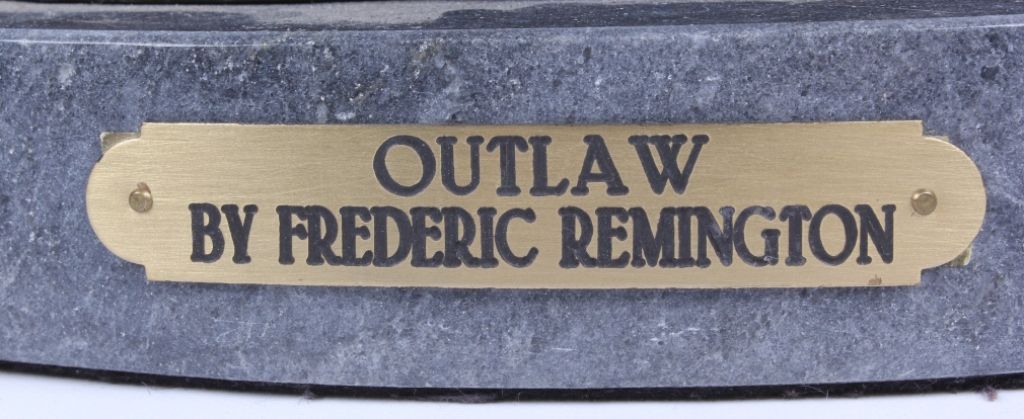 OUTLAW
BY FREDERIC REMINGTON